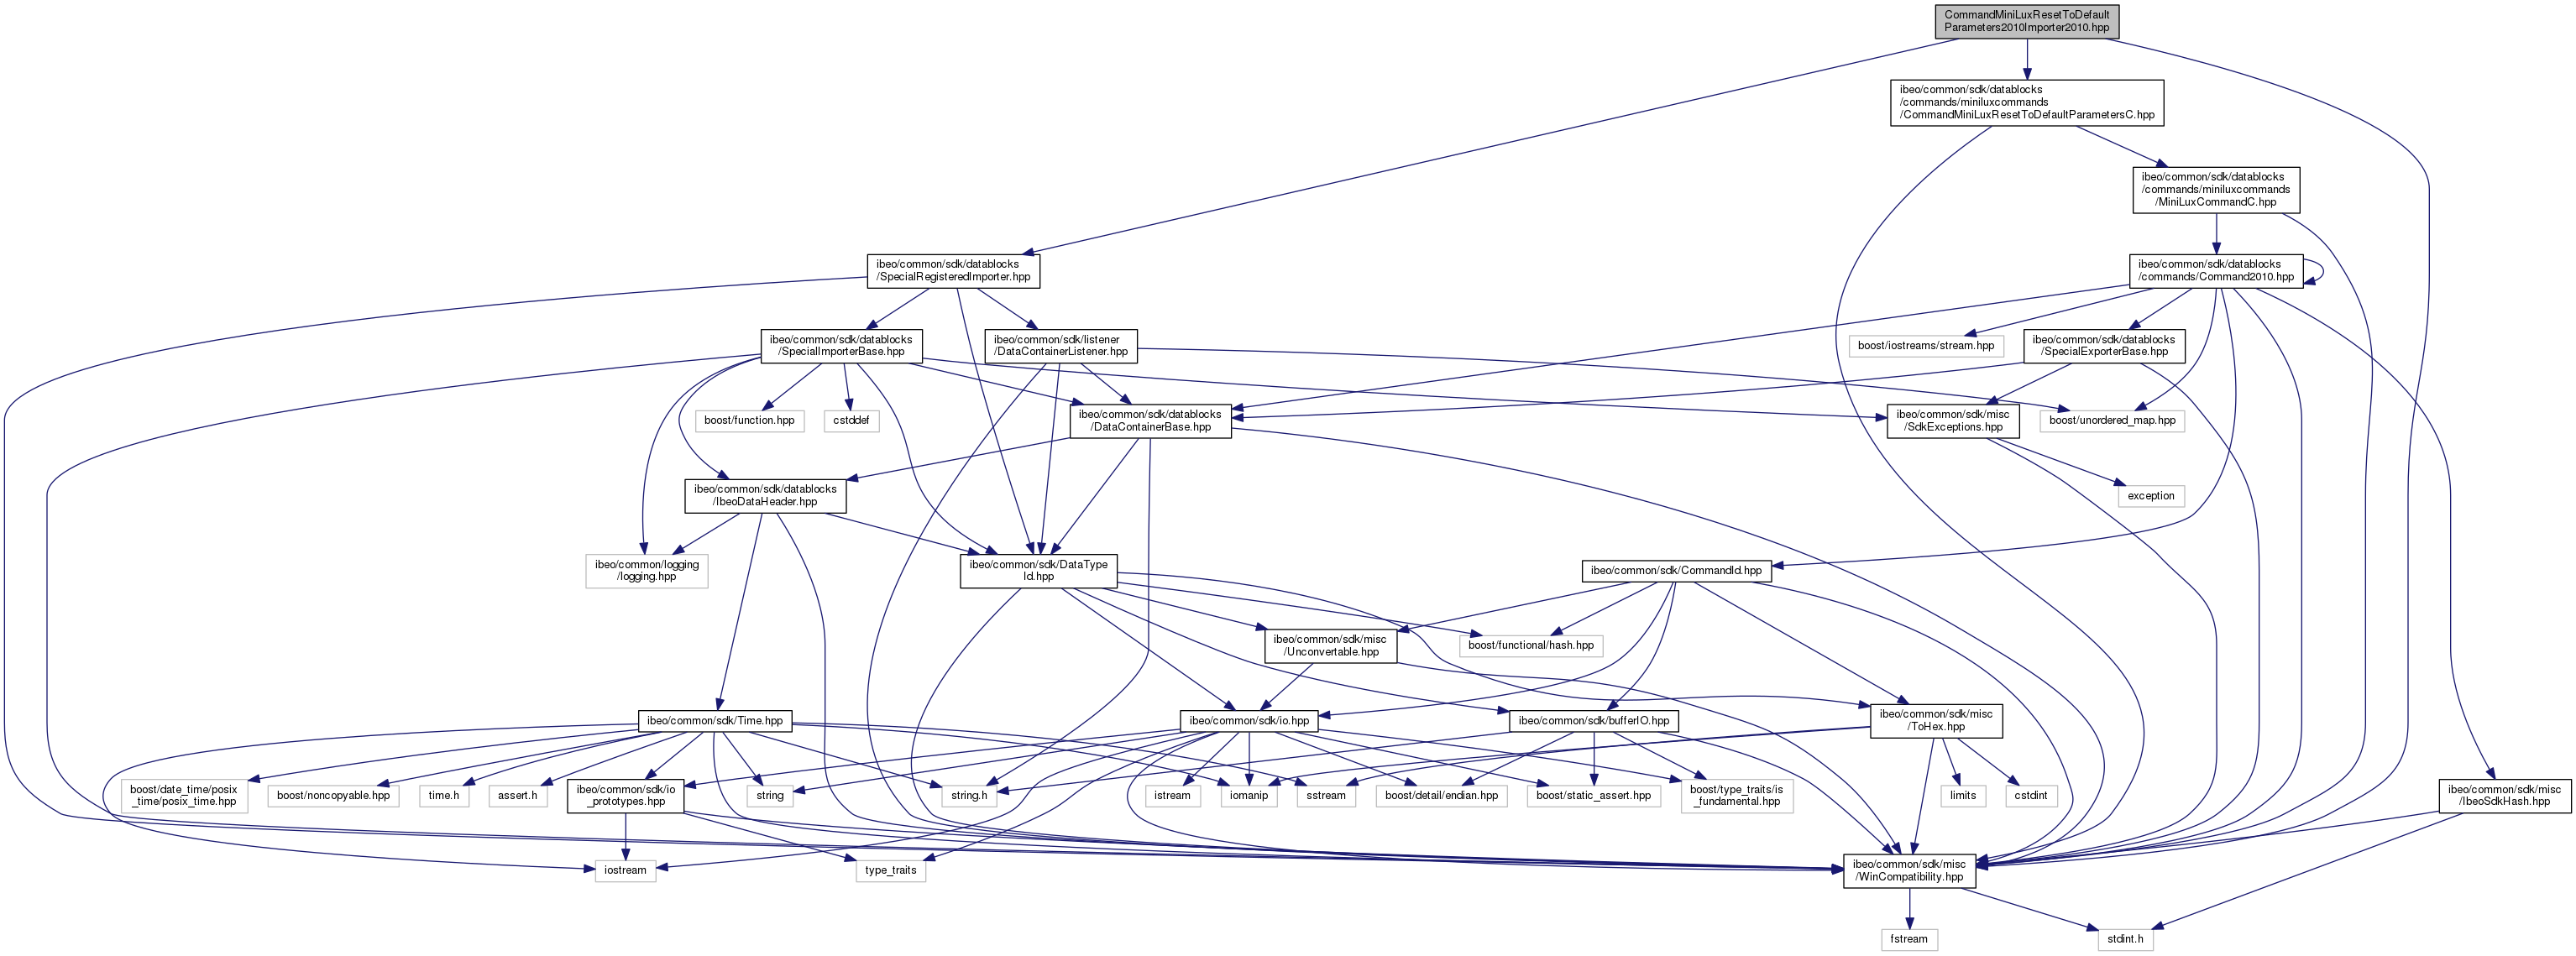 CommandMiniLuxResetToDefault
Parameters2010Importer2010.hpp
ibeo/common/sdk/datablocks
/commands/miniluxcommands
/CommandMiniLuxResetToDefaultParametersC.hpp
ibeo/common/sdk/datablocks
/commands/miniluxcommands
/MiniLuxCommandC.hpp
ibeo/common/sdk/datablocks
/SpecialRegisteredImporter.hpp
ibeo/common/sdk/datablocks
/commands/Command2010.hpp
ibeo/common/sdk/datablocks
/SpecialImporterBase.hpp
ibeo/common/sdk/listener
/DataContainerListener.hpp
boost/iostreams/stream.hpp
ibeo/common/sdk/datablocks
/SpecialExporterBase.hpp
boost/function.hpp
cstddef
ibeo/common/sdk/datablocks
/DataContainerBase.hpp
ibeo/common/sdk/misc
/SdkExceptions.hpp
boost/unordered_map.hpp
ibeo/common/sdk/datablocks
/IbeoDataHeader.hpp
exception
ibeo/common/logging
/logging.hpp
ibeo/common/sdk/DataType
Id.hpp
ibeo/common/sdk/CommandId.hpp
ibeo/common/sdk/misc
/Unconvertable.hpp
boost/functional/hash.hpp
ibeo/common/sdk/Time.hpp
ibeo/common/sdk/io.hpp
ibeo/common/sdk/bufferIO.hpp
ibeo/common/sdk/misc
/ToHex.hpp
boost/date_time/posix
_time/posix_time.hpp
boost/noncopyable.hpp
time.h
assert.h
ibeo/common/sdk/io
_prototypes.hpp
string
string.h
istream
iomanip
sstream
boost/detail/endian.hpp
boost/static_assert.hpp
boost/type_traits/is
_fundamental.hpp
limits
cstdint
ibeo/common/sdk/misc
/IbeoSdkHash.hpp
iostream
type_traits
ibeo/common/sdk/misc
/WinCompatibility.hpp
fstream
stdint.h